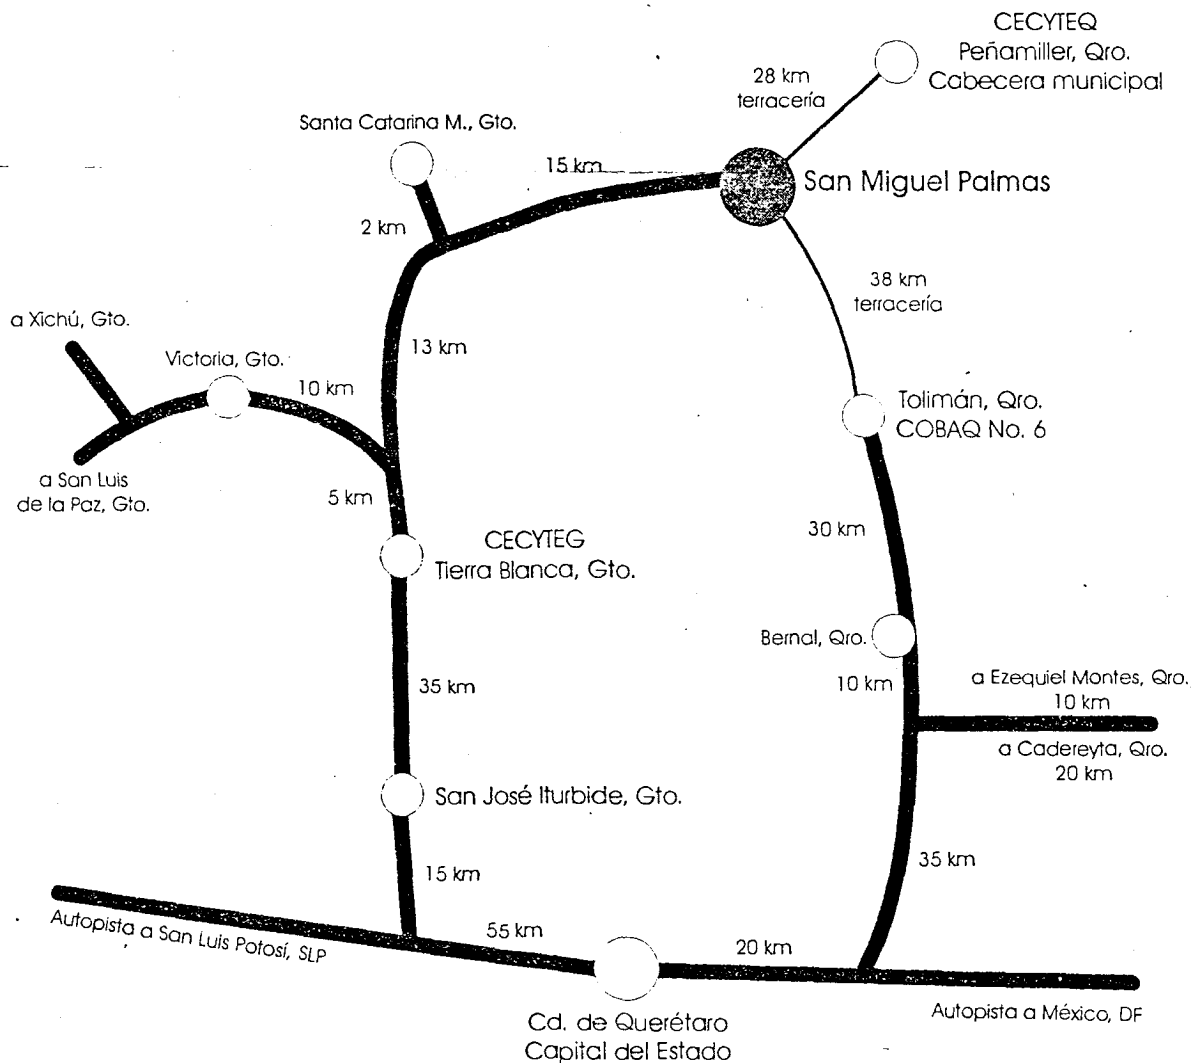 CECYTEQ
Peñamiller, Qro.
Cabecera municipal
28 km
terracería
Santa Catarina M., Gto.
15 km
San Miguel Palmas
2 km
38 km
terracería
a Xichú, Gto.
13 km
Victoria, Gto.
10 km
Tolimán, Qro.
COBAQ No. 6
a San Luis
de la Paz, Gto.
5 km
30 km
CECYTEG
Tierra Blanca, Gto.
Bernal, Qro.
35 km
10 km
a Ezequiel Montes, Qro.
10 km
a Cadereyta, Qro.
20 km
San José Iturbide, Gto.
15 km
35 km
Autopista a San Luis Potosí, SLP
55 km
20 km
Autopista a México, DF
Cd. de Querétaro
Capital del Estado